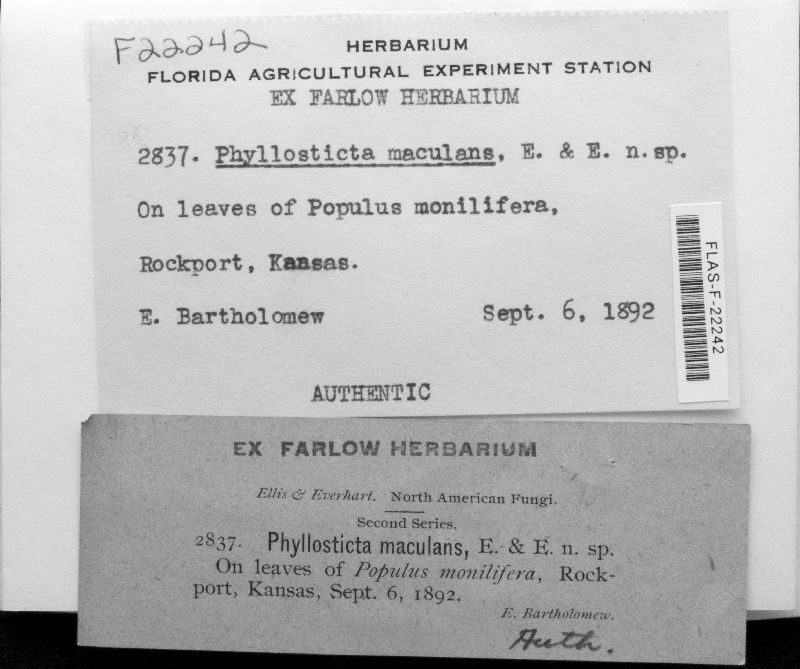 F22242
HERBARIUM
FLORIDA AGRICULTURAL EXPERIMENT STATION
EX FARLOW HERBARIUM
2837. Phyllosticta maculans, E. & E. n. sp.
On leaves of Populus monilifera,
Rockport, Kansas.
E. Bartholomew Sept. 6, 1892
AUTHENTIC
FLAS-F-22242
EX FARLOW HERBARIUM
Ellis & Everhart. North American Fungi.
Second Series.
2837. Phyllosticta maculans, E. & E. n. sp.
On leaves of Populus monilifera, Rock-
port, Kansas, Sept. 6, 1892.
E. Bartholomew.
Auth.